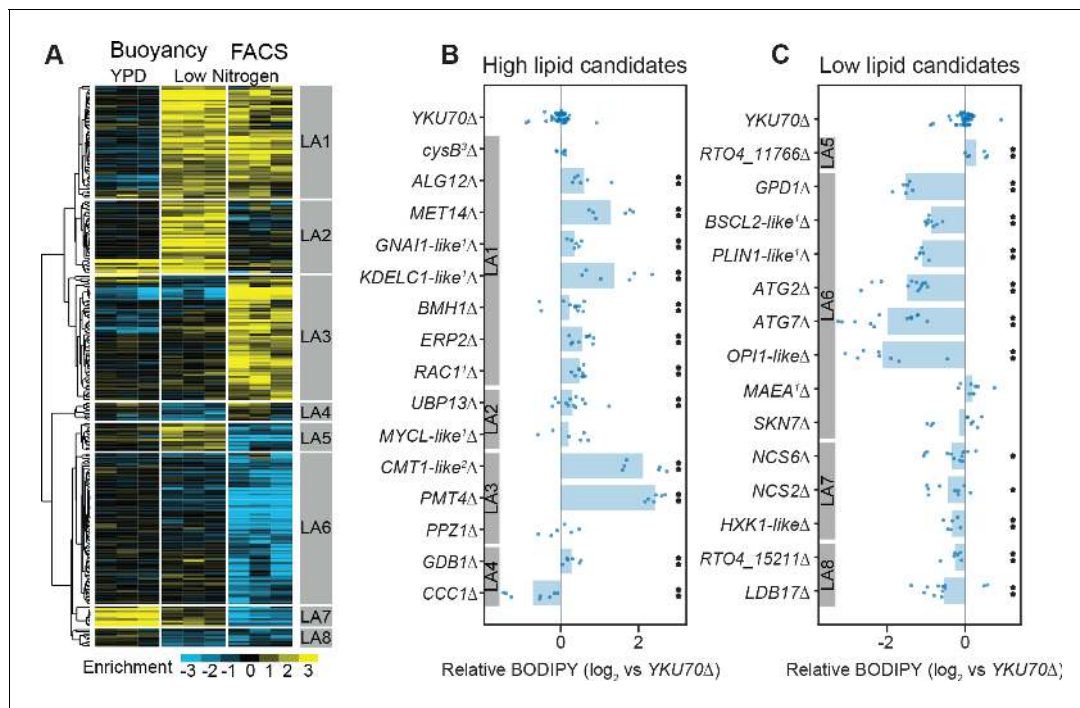 A
Buoyancy FACS
YPD Low Nitrogen
LA1
LA2
LA3
LA4
LA5
LA6
LA7
LA8
Enrichment -3 -2 -1 0 1 2 3
B
High lipid candidates
YKU70Δ
cysB²Δ
ALG12Δ
MET14Δ
GNAI1-like¹Δ
KDELC1-like¹Δ
BMH1Δ
ERP2Δ
RAC1¹Δ
UBP13Δ
MYCL-like¹Δ
CMT1-like²Δ
PMT4Δ
PPZ1Δ
GDB1Δ
CCC1Δ
LA1
LA2
LA3
LA4
0 2
Relative BODIPY (log₂ vs YKU70Δ)
C
Low lipid candidates
YKU70Δ
RTO4_11766Δ
GPD1Δ
BSCL2-like¹Δ
PLIN1-like¹Δ
ATG2Δ
ATG7Δ
OPI1-likeΔ
MAEA¹Δ
SKN7Δ
NCS6Δ
NCS2Δ
HXK1-likeΔ
RTO4_15211Δ
LDB17Δ
LA5
LA6
LA7
LA8
-2 0
Relative BODIPY (log₂ vs YKU70Δ)